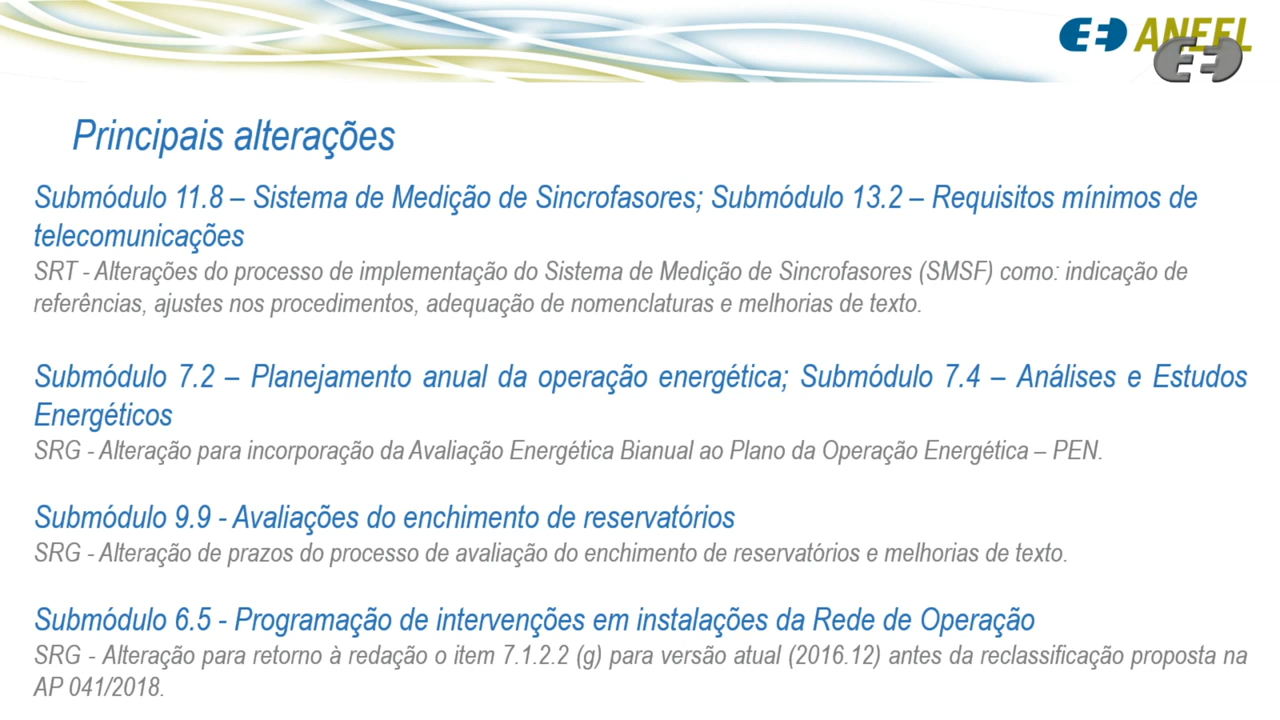 ANEEL
Principais alterações
Submódulo 11.8 – Sistema de Medição de Sincrofasores; Submódulo 13.2 – Requisitos mínimos de
telecomunicações
SRT - Alterações do processo de implementação do Sistema de Medição de Sincrofasores (SMSF) como: indicação de
referências, ajustes nos procedimentos, adequação de nomenclaturas e melhorias de texto.
Submódulo 7.2 – Planejamento anual da operação energética; Submódulo 7.4 – Análises e Estudos
Energéticos
SRG - Alteração para incorporação da Avaliação Energética Bianual ao Plano da Operação Energética – PEN.
Submódulo 9.9 - Avaliações do enchimento de reservatórios
SRG - Alteração de prazos do processo de avaliação do enchimento de reservatórios e melhorias de texto.
Submódulo 6.5 - Programação de intervenções em instalações da Rede de Operação
SRG - Alteração para retorno à redação o item 7.1.2.2 (g) para versão atual (2016.12) antes da reclassificação proposta na
AP 041/2018.